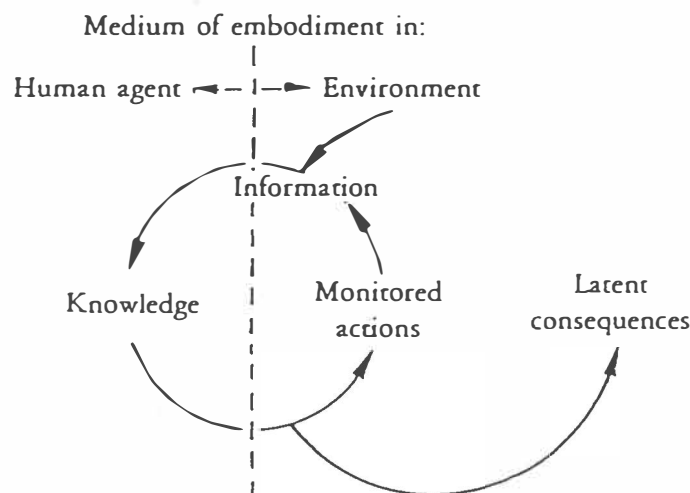 Medium of embodiment in:
Human agent
Environment
Information
Knowledge
Monitored
actions
Latent
consequences